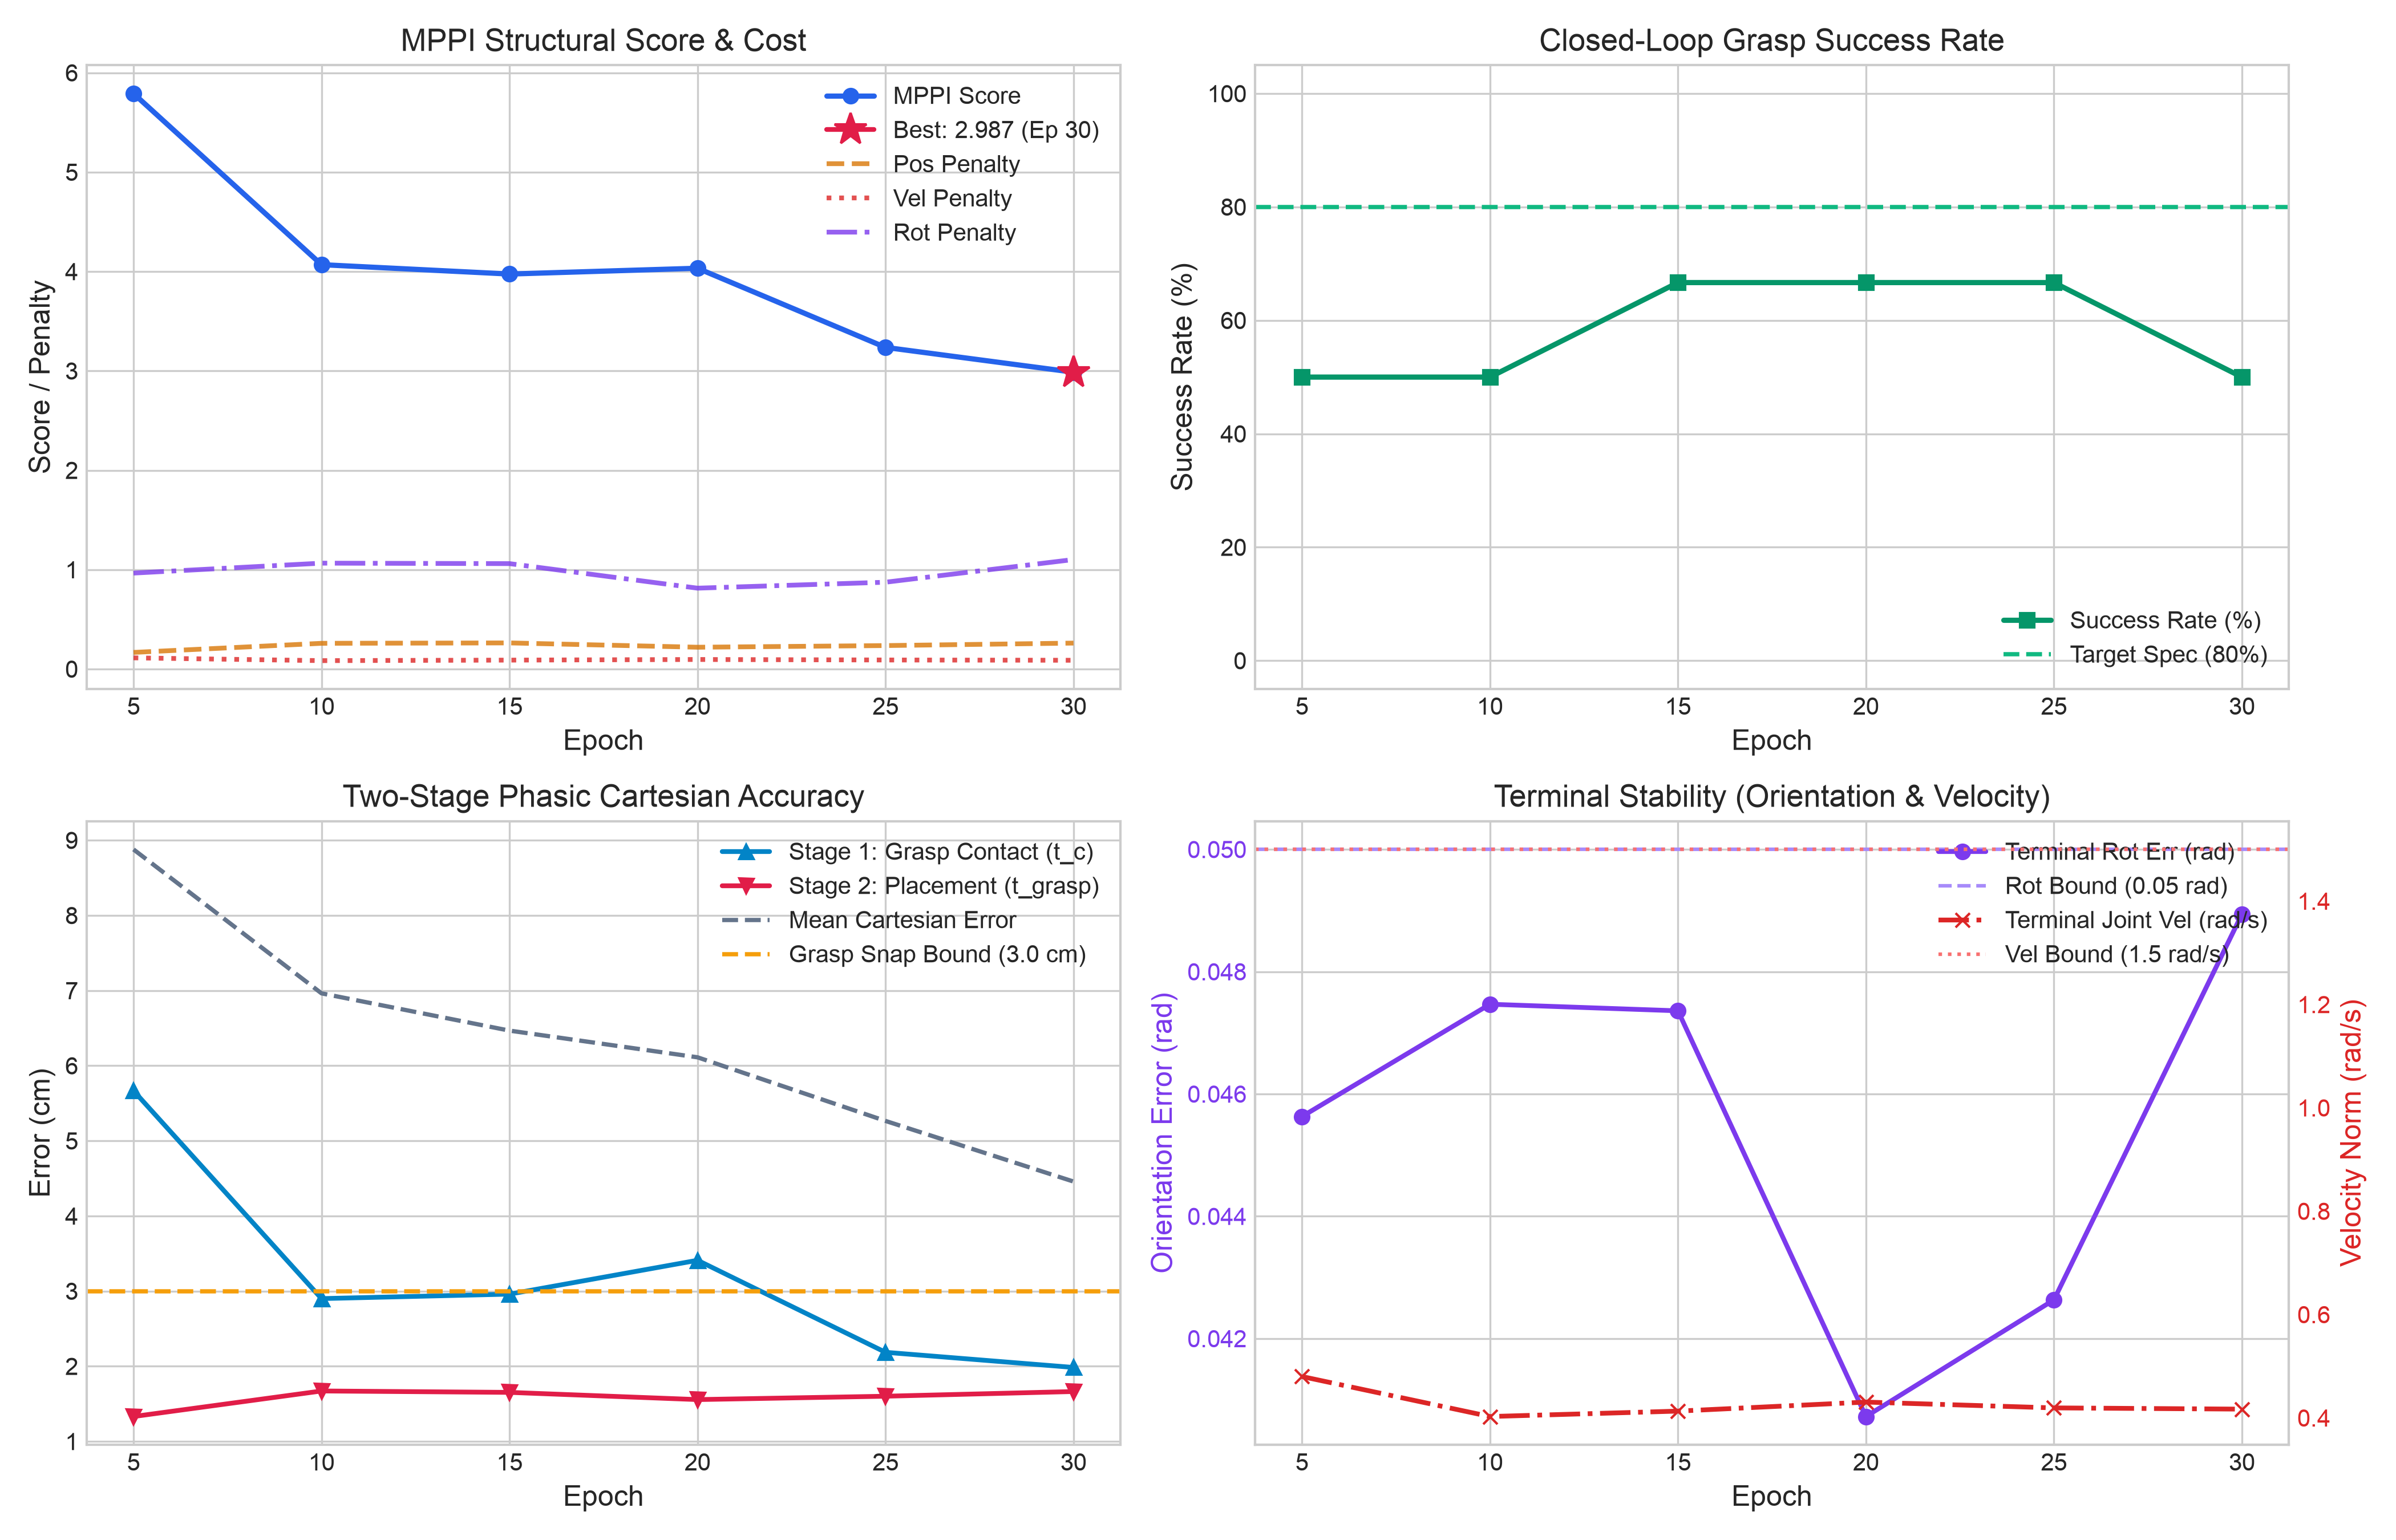 MPPI Structural Score & Cost
6
5
4
3
2
1
0
Score / Penalty
MPPI Score
Best: 2.987 (Ep 30)
Pos Penalty
Vel Penalty
Rot Penalty
5 10 15 20 25 30
Epoch
Closed-Loop Grasp Success Rate
100
80
60
40
20
0
Success Rate (%)
Success Rate (%)
Target Spec (80%)
5 10 15 20 25 30
Epoch
Two-Stage Phasic Cartesian Accuracy
9
8
7
6
5
4
3
2
1
Error (cm)
Stage 1: Grasp Contact (t_c)
Stage 2: Placement (t_grasp)
Mean Cartesian Error
Grasp Snap Bound (3.0 cm)
5 10 15 20 25 30
Epoch
Terminal Stability (Orientation & Velocity)
0.050
0.048
0.046
0.044
0.042
Orientation Error (rad)
Terminal Rot Err (rad)
Rot Bound (0.05 rad)
Terminal Joint Vel (rad/s)
Vel Bound (1.5 rad/s)
1.4
1.2
1.0
0.8
0.6
0.4
Velocity Norm (rad/s)
5 10 15 20 25 30
Epoch